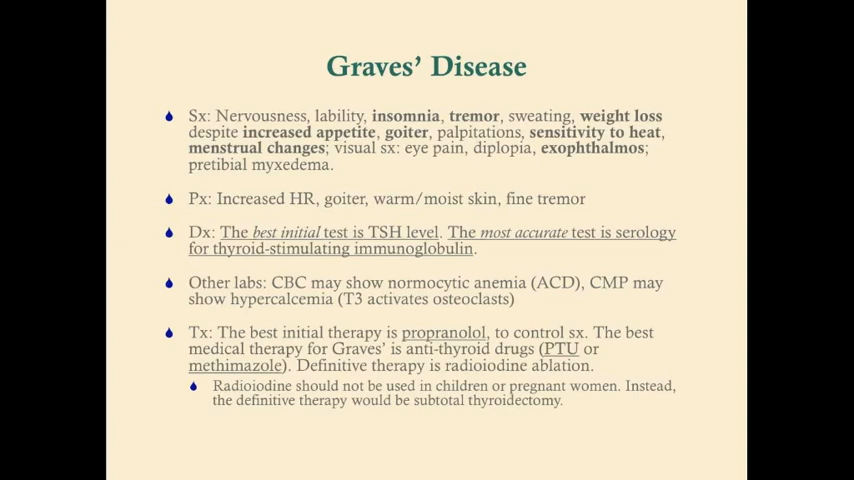 Graves’ Disease
Sx: Nervousness, lability, insomnia, tremor, sweating, weight loss
despite increased appetite, goiter, palpitations, sensitivity to heat,
menstrual changes; visual sx: eye pain, diplopia, exophthalmos;
pretibial myxedema.
Px: Increased HR, goiter, warm/moist skin, fine tremor
Dx: The best initial test is TSH level. The most accurate test is serology
for thyroid-stimulating immunoglobulin.
Other labs: CBC may show normocytic anemia (ACD), CMP may
show hypercalcemia (T3 activates osteoclasts)
Tx: The best initial therapy is propranolol, to control sx. The best
medical therapy for Graves’ is anti-thyroid drugs (PTU or
methimazole). Definitive therapy is radioiodine ablation.
Radioiodine should not be used in children or pregnant women. Instead,
the definitive therapy would be subtotal thyroidectomy.